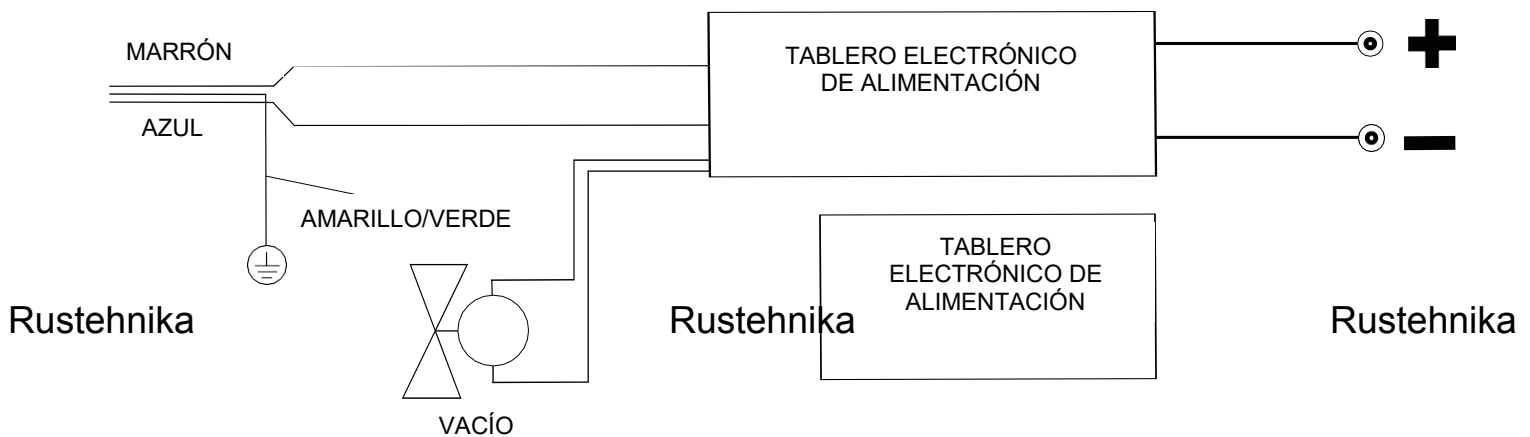 MARRÓN
TABLERO ELECTRÓNICO
DE ALIMENTACIÓN
AZUL
AMARILLO/VERDE
TABLERO
ELECTRÓNICO DE
ALIMENTACIÓN
Rustehnika
Rustehnika
Rustehnika
VACÍO